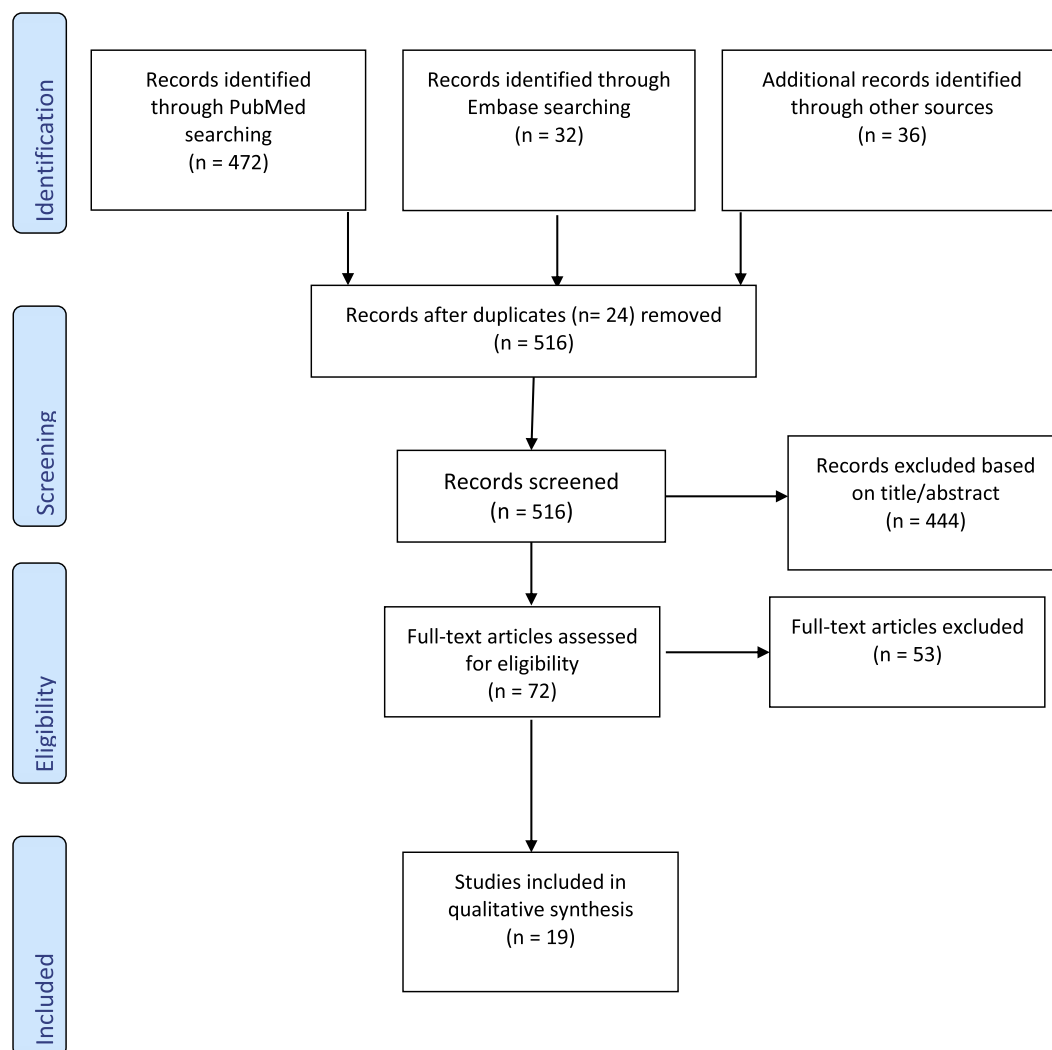 Identification
Records identified
through PubMed
searching
(n = 472)
Records identified through
Embase searching
(n = 32)
Additional records identified
through other sources
(n = 36)
Records after duplicates (n= 24) removed
(n = 516)
Screening
Records screened
(n = 516)
Records excluded based
on title/abstract
(n = 444)
Eligibility
Full-text articles assessed
for eligibility
(n = 72)
Full-text articles excluded
(n = 53)
Included
Studies included in
qualitative synthesis
(n = 19)